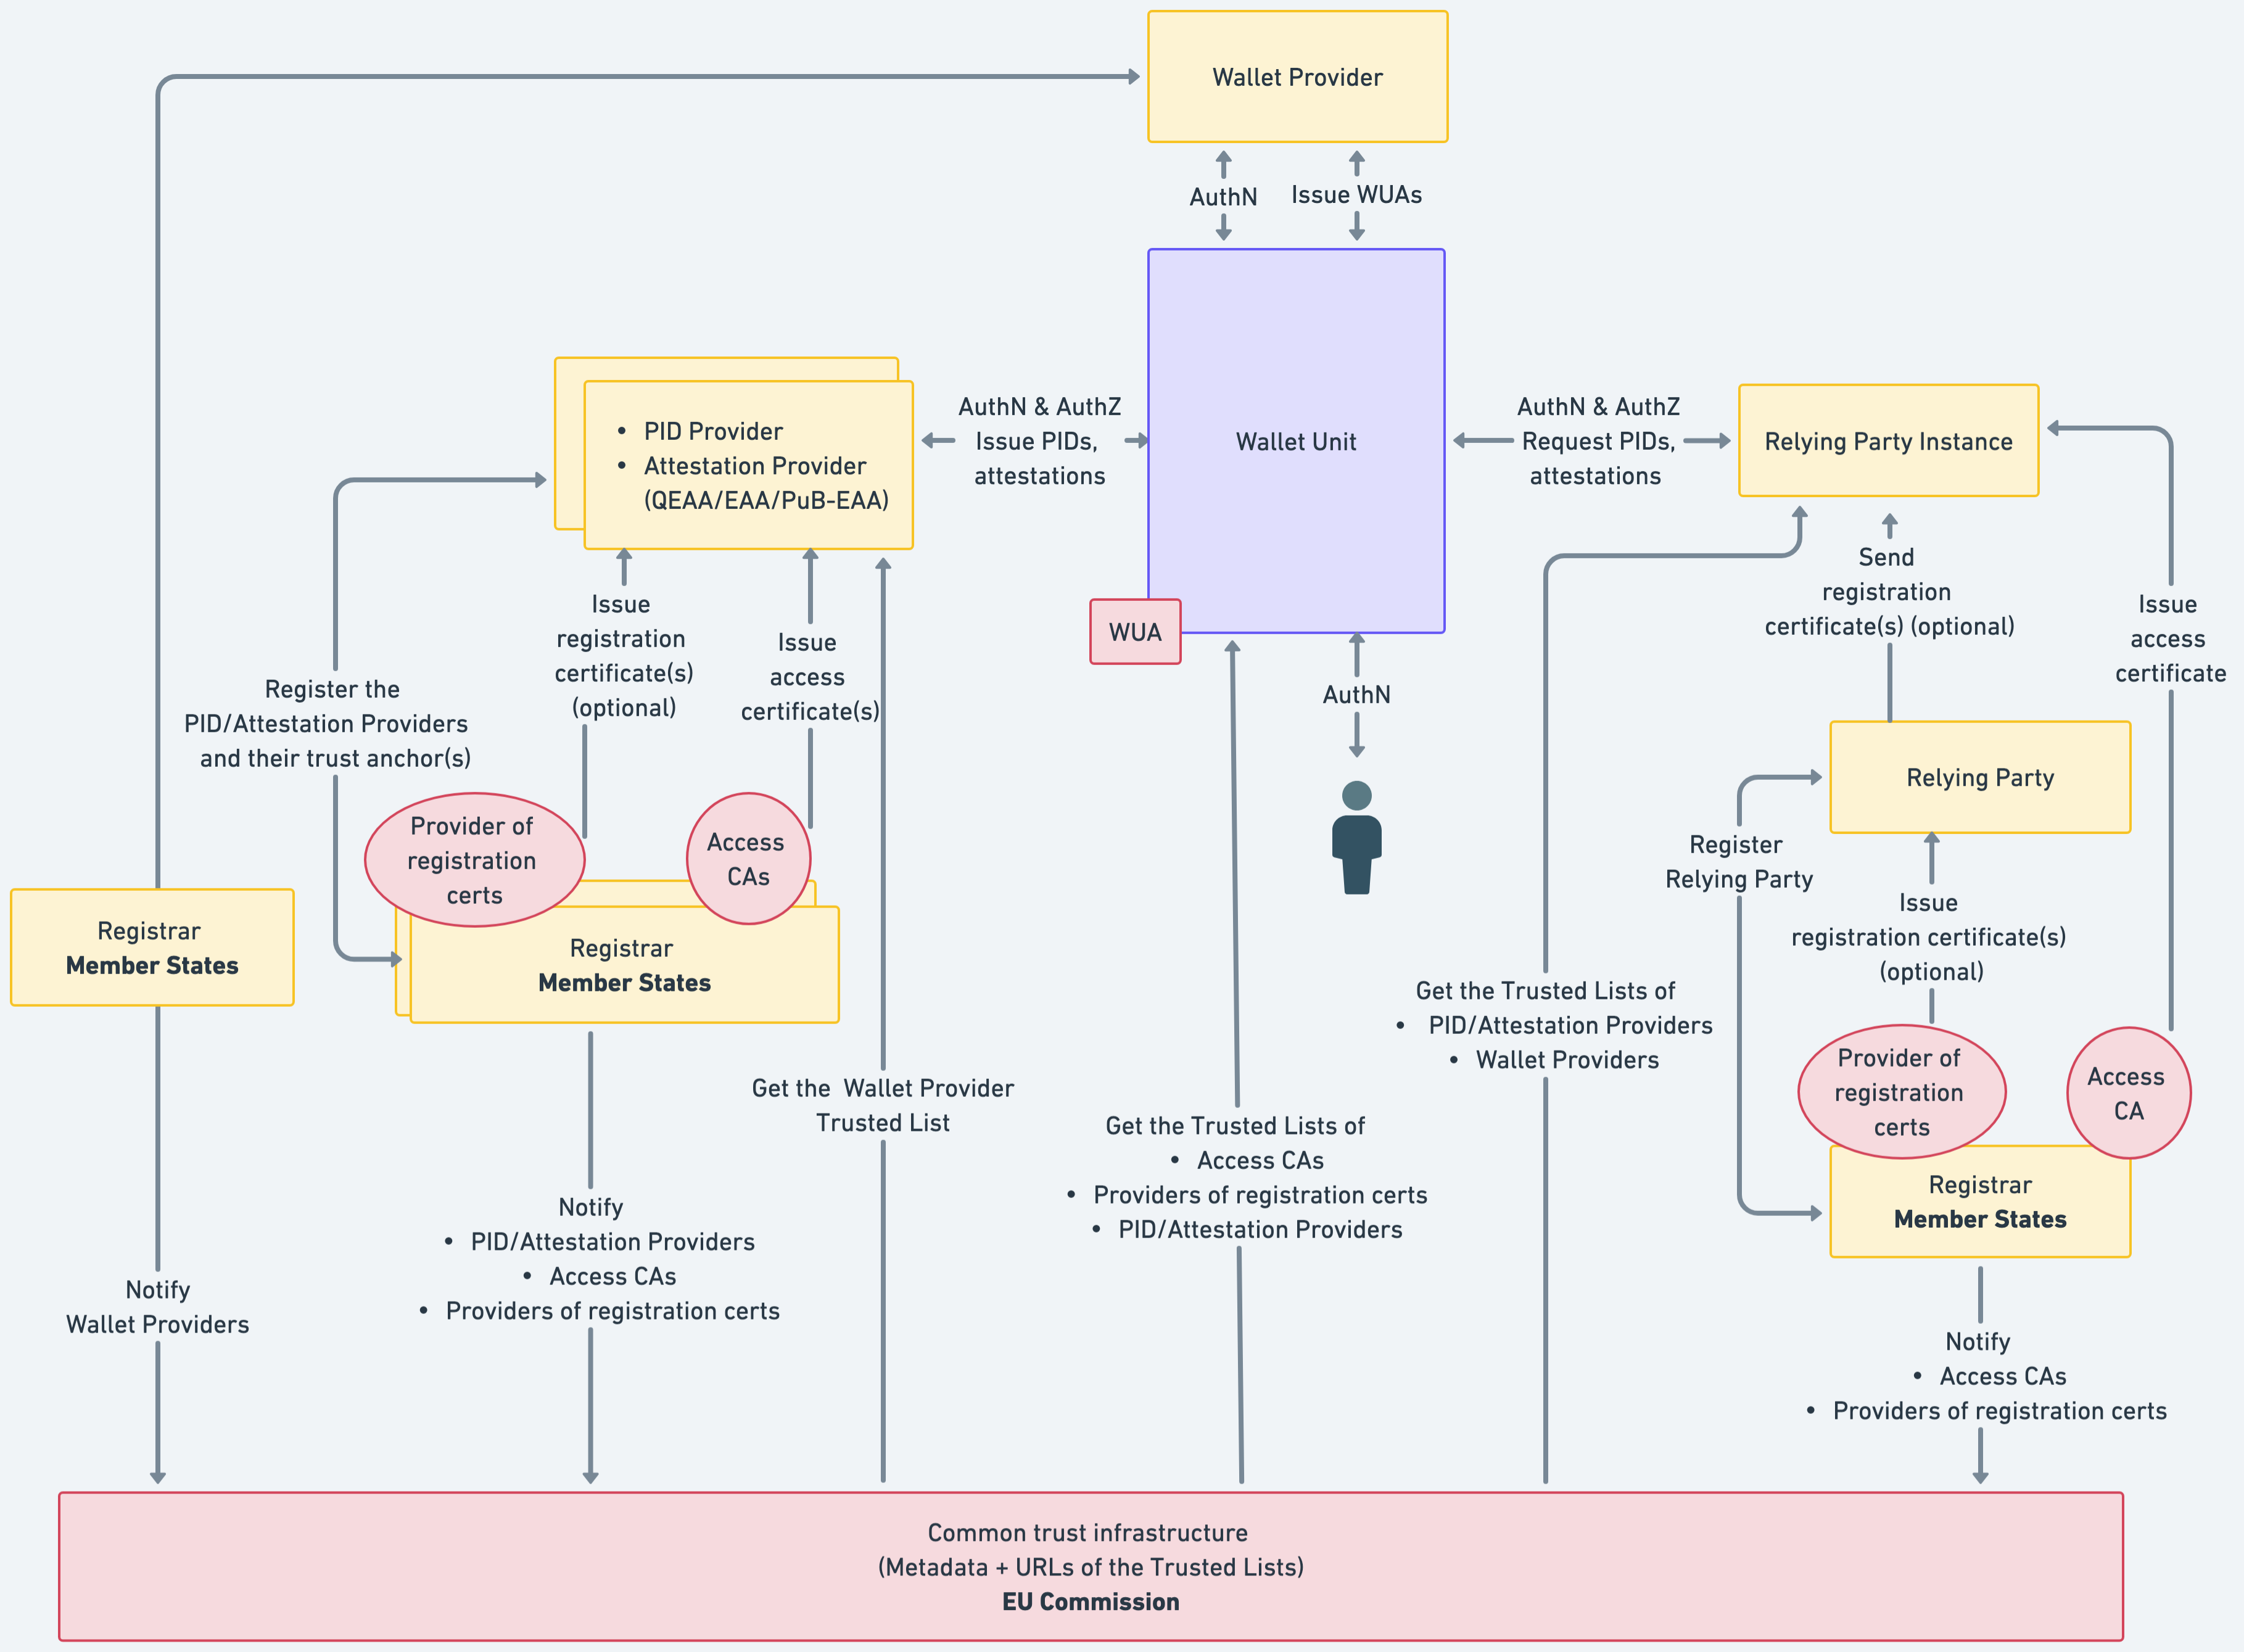 Wallet Provider
AuthN
Issue WUAs
• PID Provider
• Attestation Provider
(QEAA/EAA/PuB-EAA)
AuthN & AuthZ
Issue PIDs,
attestations
Wallet Unit
AuthN & AuthZ
Request PIDs,
attestations
Relying Party Instance
WUA
Issue
registration
certificate(s)
(optional)
Issue
access
certificate(s)
Register the
PID/Attestation Providers
and their trust anchor(s)
AuthN
Send
registration
certificate(s) (optional)
Issue
access
certificate
Relying Party
Register
Relying Party
Provider of
registration
certs
Access
CAs
Registrar
Member States
Registrar
Member States
Issue
registration certificate(s)
(optional)
Get the Trusted Lists of
• PID/Attestation Providers
• Wallet Providers
Provider of
registration
certs
Access
CA
Registrar
Member States
Get the Wallet Provider
Trusted List
Get the Trusted Lists of
• Access CAs
• Providers of registration certs
• PID/Attestation Providers
Notify
• PID/Attestation Providers
• Access CAs
• Providers of registration certs
Notify
Wallet Providers
Notify
• Access CAs
• Providers of registration certs
Common trust infrastructure
(Metadata + URLs of the Trusted Lists)
EU Commission